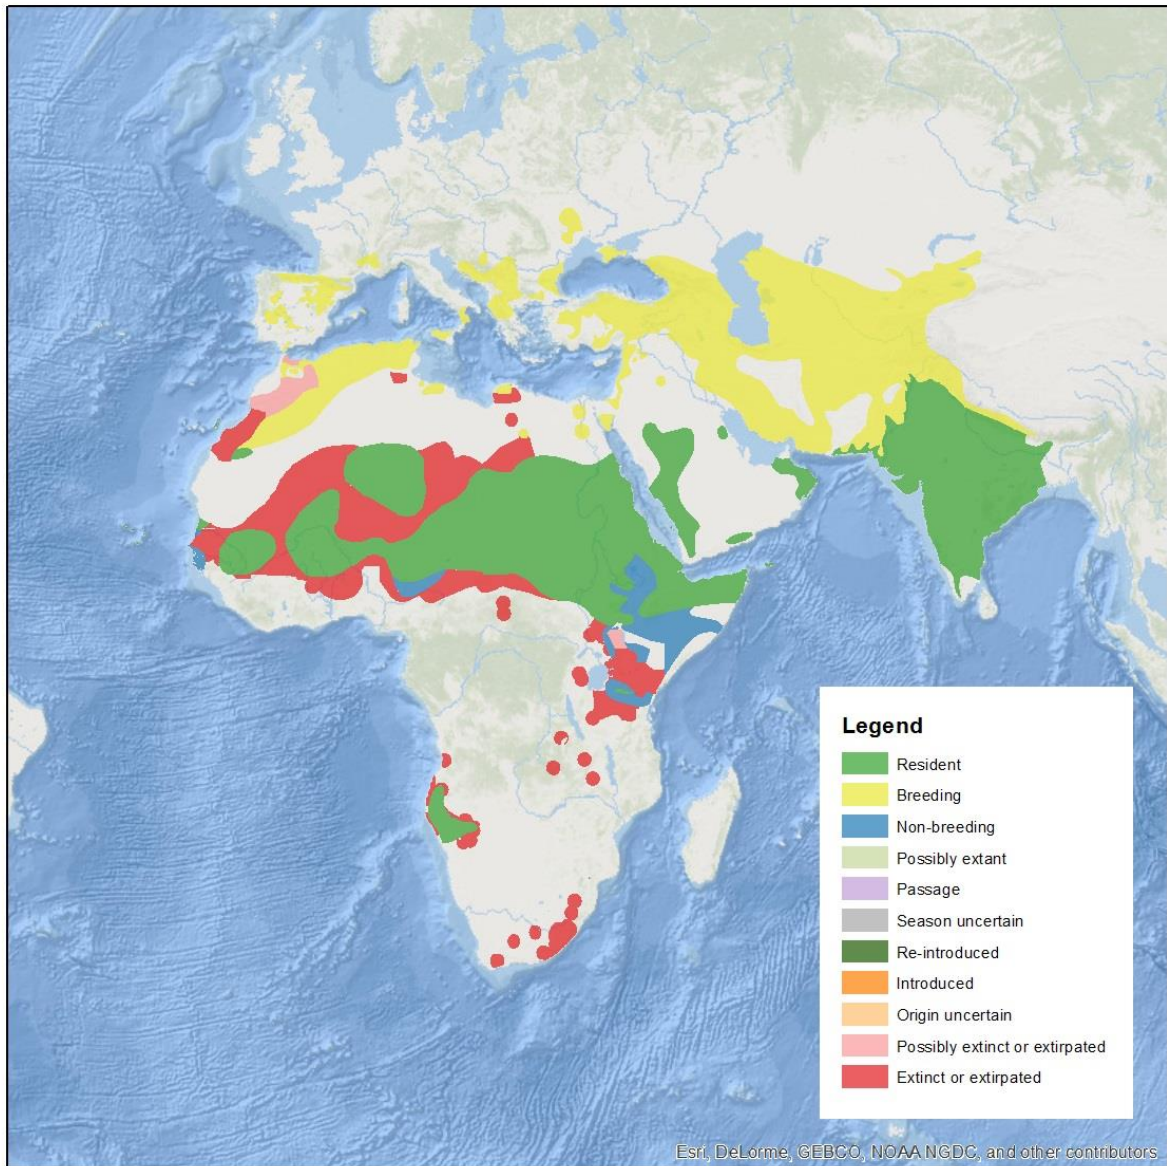 Legend
Resident
Breeding
Non-breeding
Possibly extant
Passage
Season uncertain
Re-introduced
Introduced
Origin uncertain
Possibly extinct or extirpated
Extinct or extirpated
Esri, DeLorme, GEBCO, NOAA NGDC, and other contributors